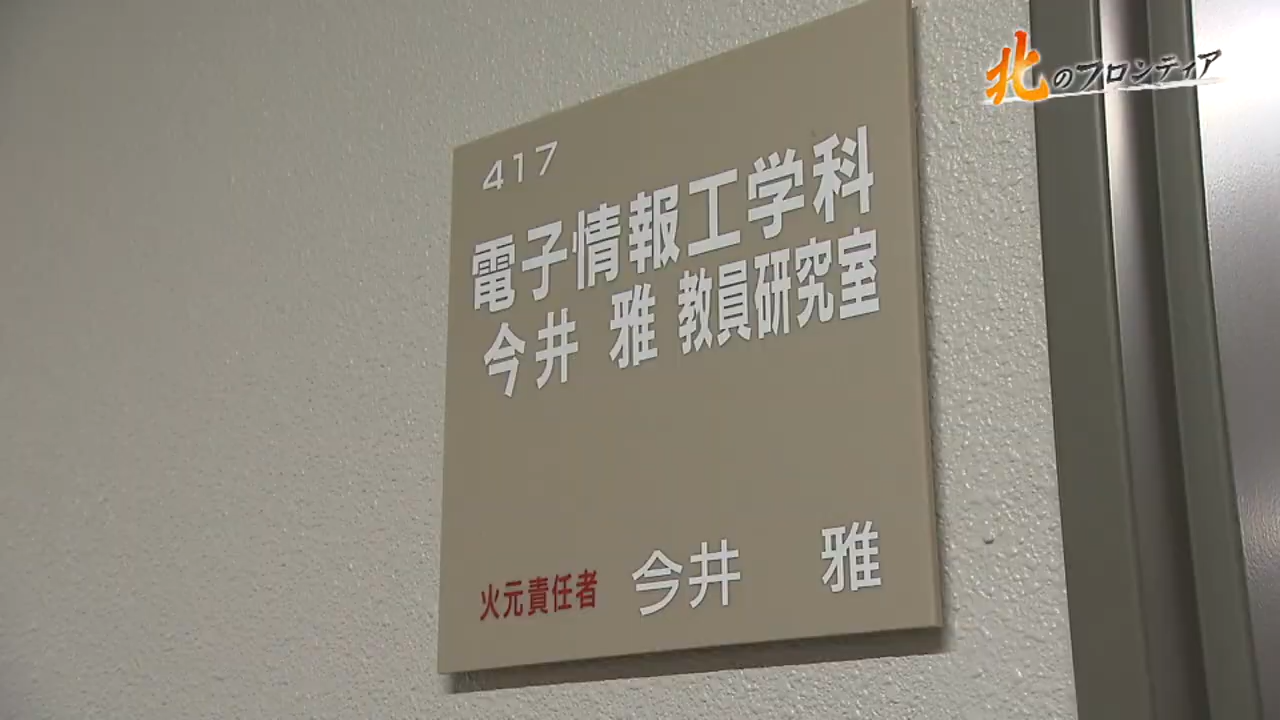 北のフロンティア
417
電子情報工学科
今井 雅 教員研究室
火元責任者 今井 雅